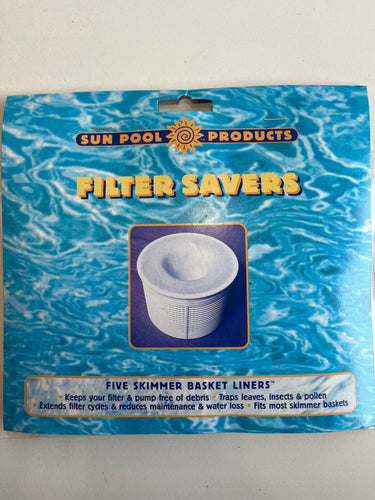 SUN POOL PRODUCTS
FILTER SAVERS
FIVE SKIMMER BASKET LINERS™
• Keeps your filter & pump free of debris • Traps leaves, insects & pollen
• Extends filter cycles & reduces maintenance & water loss • Fits most skimmer baskets